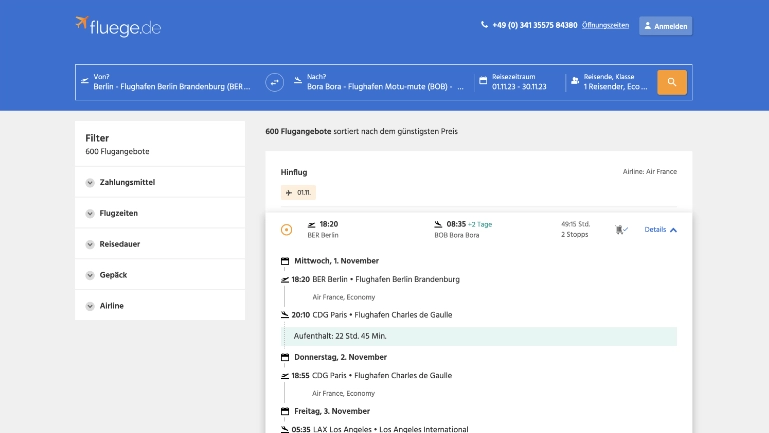 fluege.de
+49 (0) 341 35575 84380 Öffnungszeiten
Anmelden
Von?
Berlin - Flughafen Berlin Brandenburg (BER...
Nach?
Bora Bora - Flughafen Motu-mute (BOB) - ...
Reisezeitraum
01.11.23 - 30.11.23
Reisende, Klasse
1 Reisender, Eco ...
Filter
600 Flugangebote
Zahlungsmittel
Flugzeiten
Reisedauer
Gepäck
Airline
600 Flugangebote sortiert nach dem günstigsten Preis
Hinflug
Airline: Air France
01.11.
18:20
BER Berlin
08:35 +2 Tage
BOB Bora Bora
49:15 Std.
2 Stopps
Details
Mittwoch, 1. November
18:20 BER Berlin • Flughafen Berlin Brandenburg
Air France, Economy
20:10 CDG Paris • Flughafen Charles de Gaulle
Aufenthalt: 22 Std. 45 Min.
Donnerstag, 2. November
18:55 CDG Paris • Flughafen Charles de Gaulle
Air France, Economy
Freitag, 3. November
05:35 LAX Los Angeles • Los Angeles International